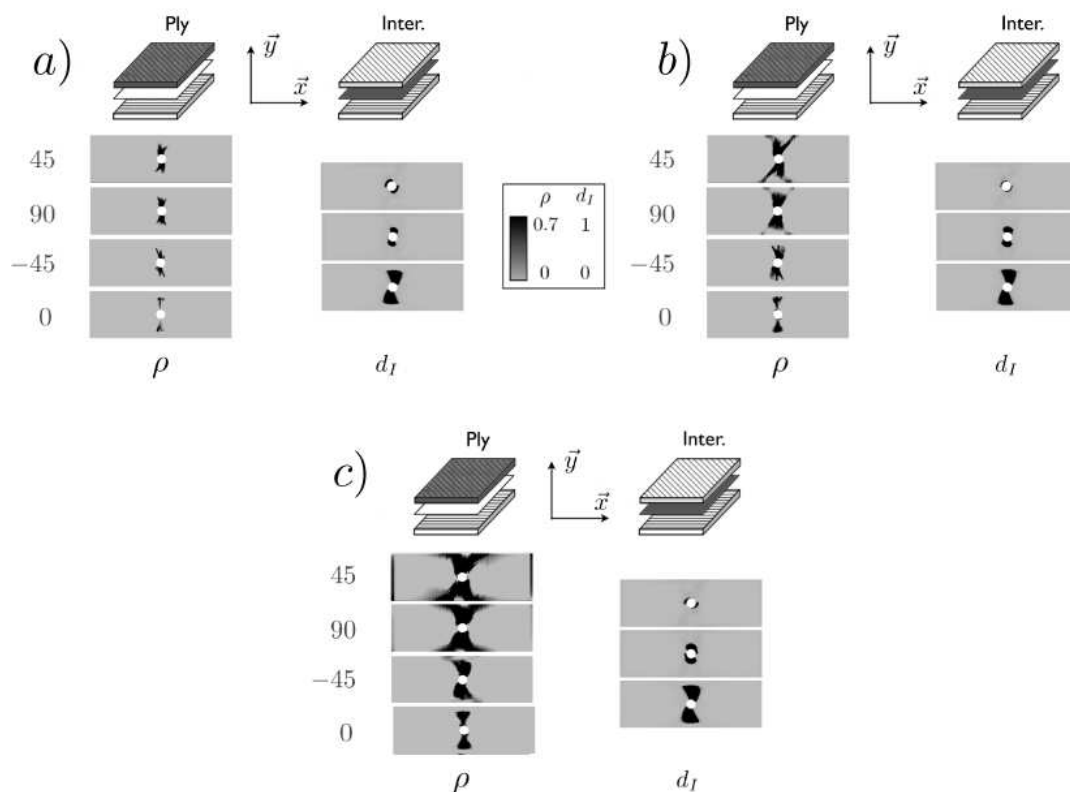 a)
Ply
Inter.
y
x
45
90
−45
0
ρ
d_I
ρ d_I
0.7 1
0 0
b)
Ply
Inter.
y
x
45
90
−45
0
ρ
d_I
c)
Ply
Inter.
y
x
45
90
−45
0
ρ
d_I